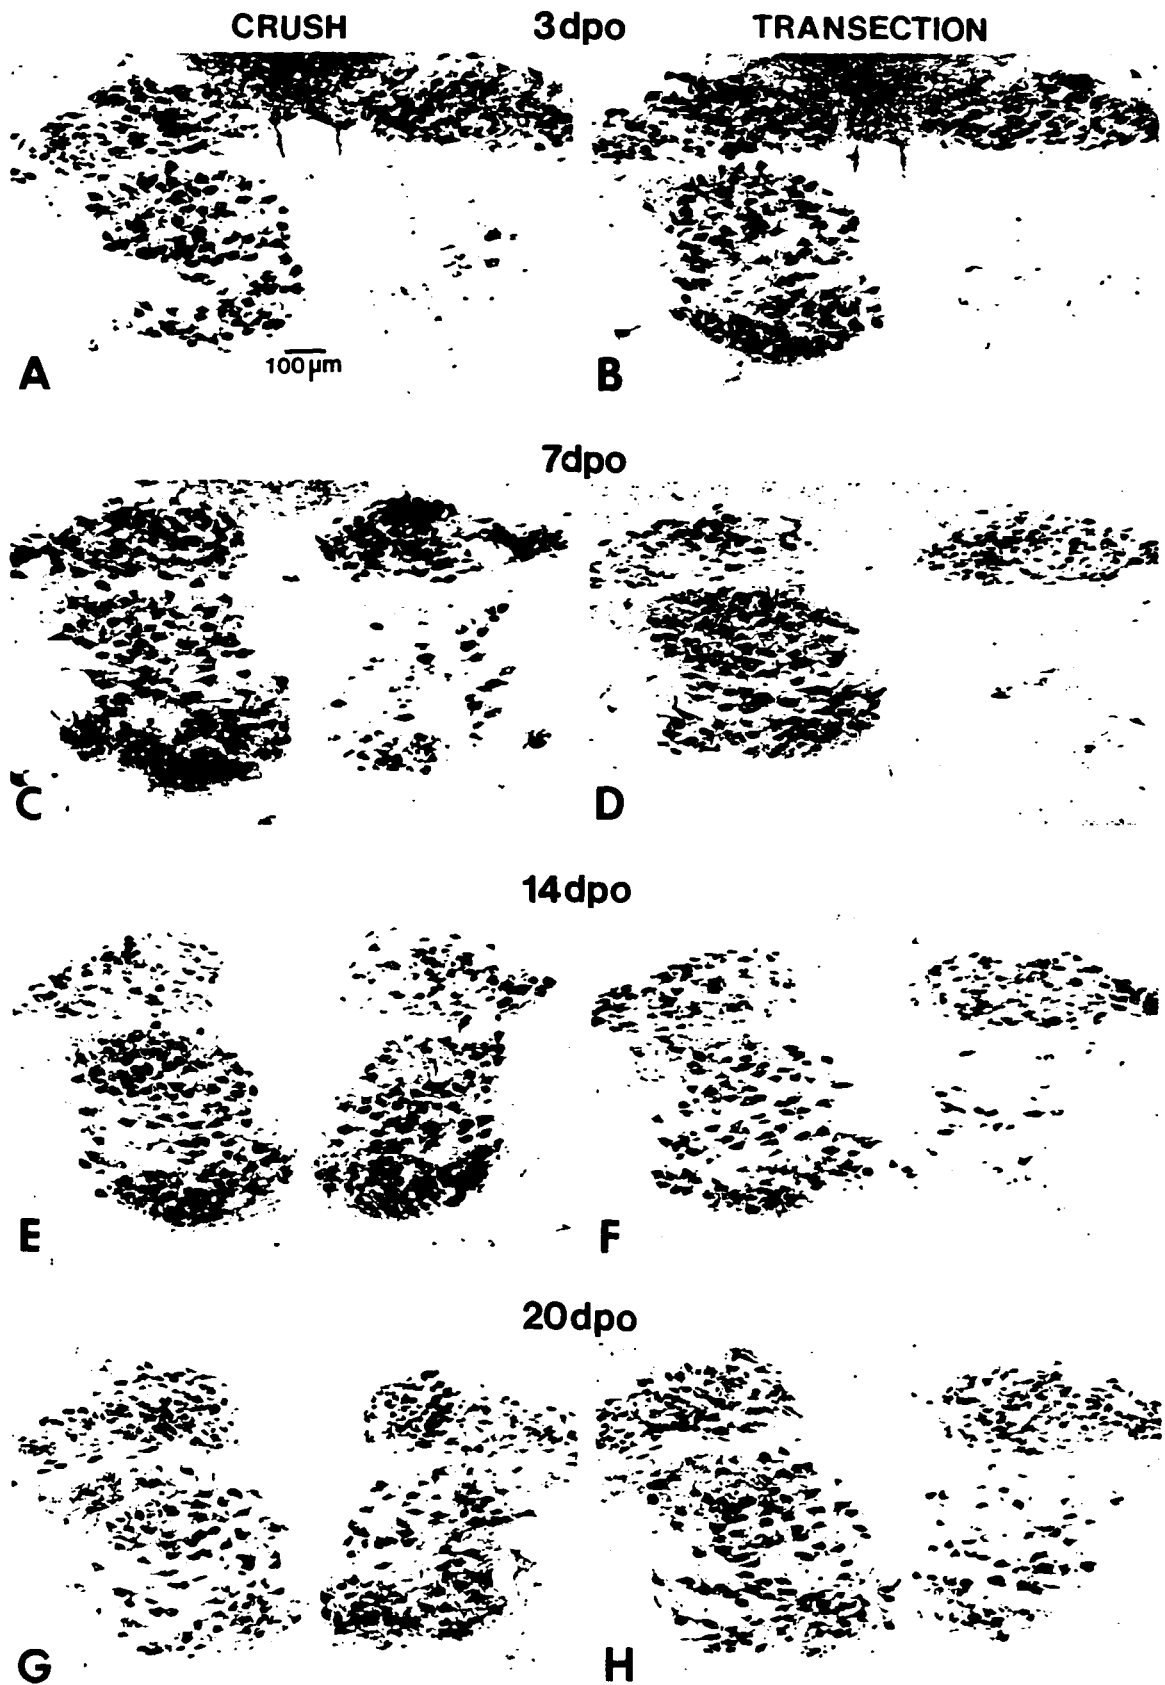 CRUSH 3dpo TRANSECTION
A 100 µm B
7dpo
C D
14dpo
E F
20dpo
G H